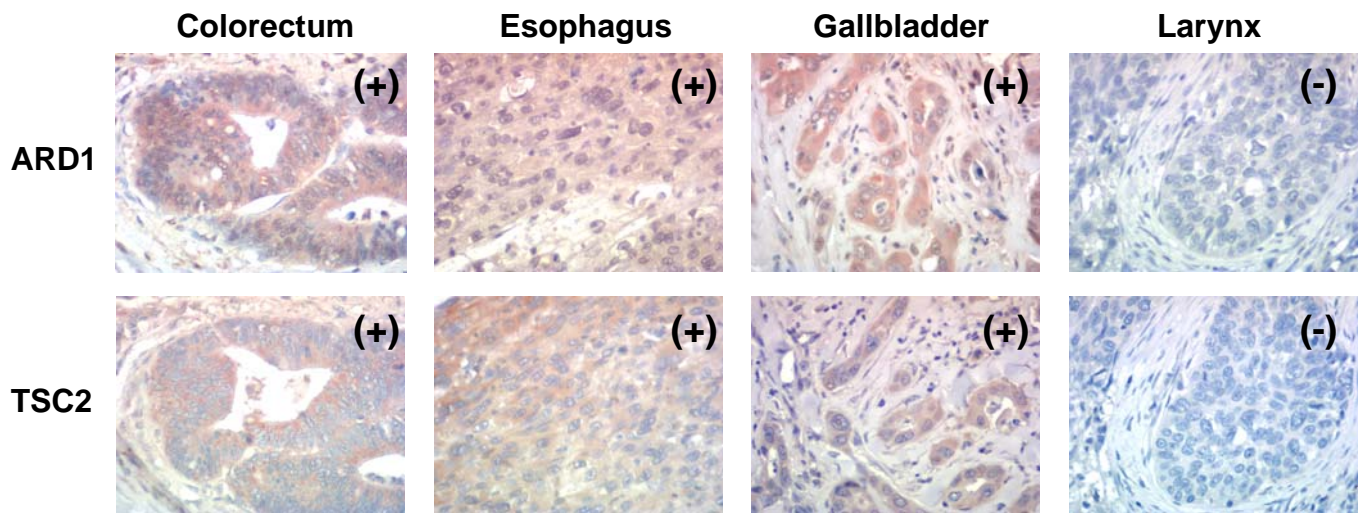 Colorectum Esophagus Gallbladder Larynx
ARD1 (+) (+) (+) (-)
TSC2 (+) (+) (+) (-)